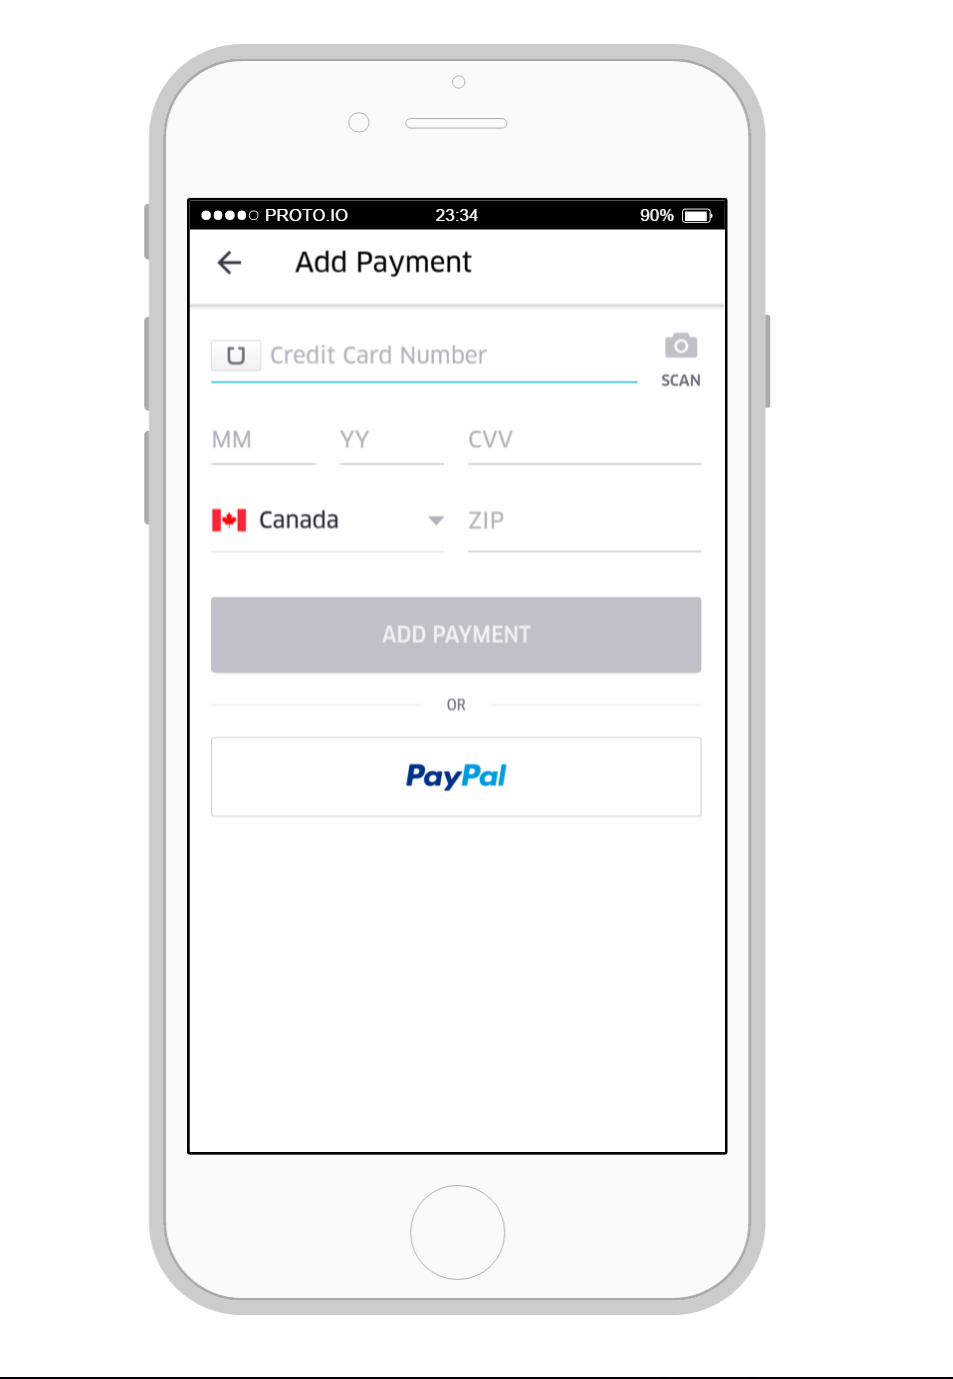 PROTO.IO 23:34 90%
Add Payment
Credit Card Number
SCAN
MM YY CVV
Canada ZIP
ADD PAYMENT
OR
PayPal